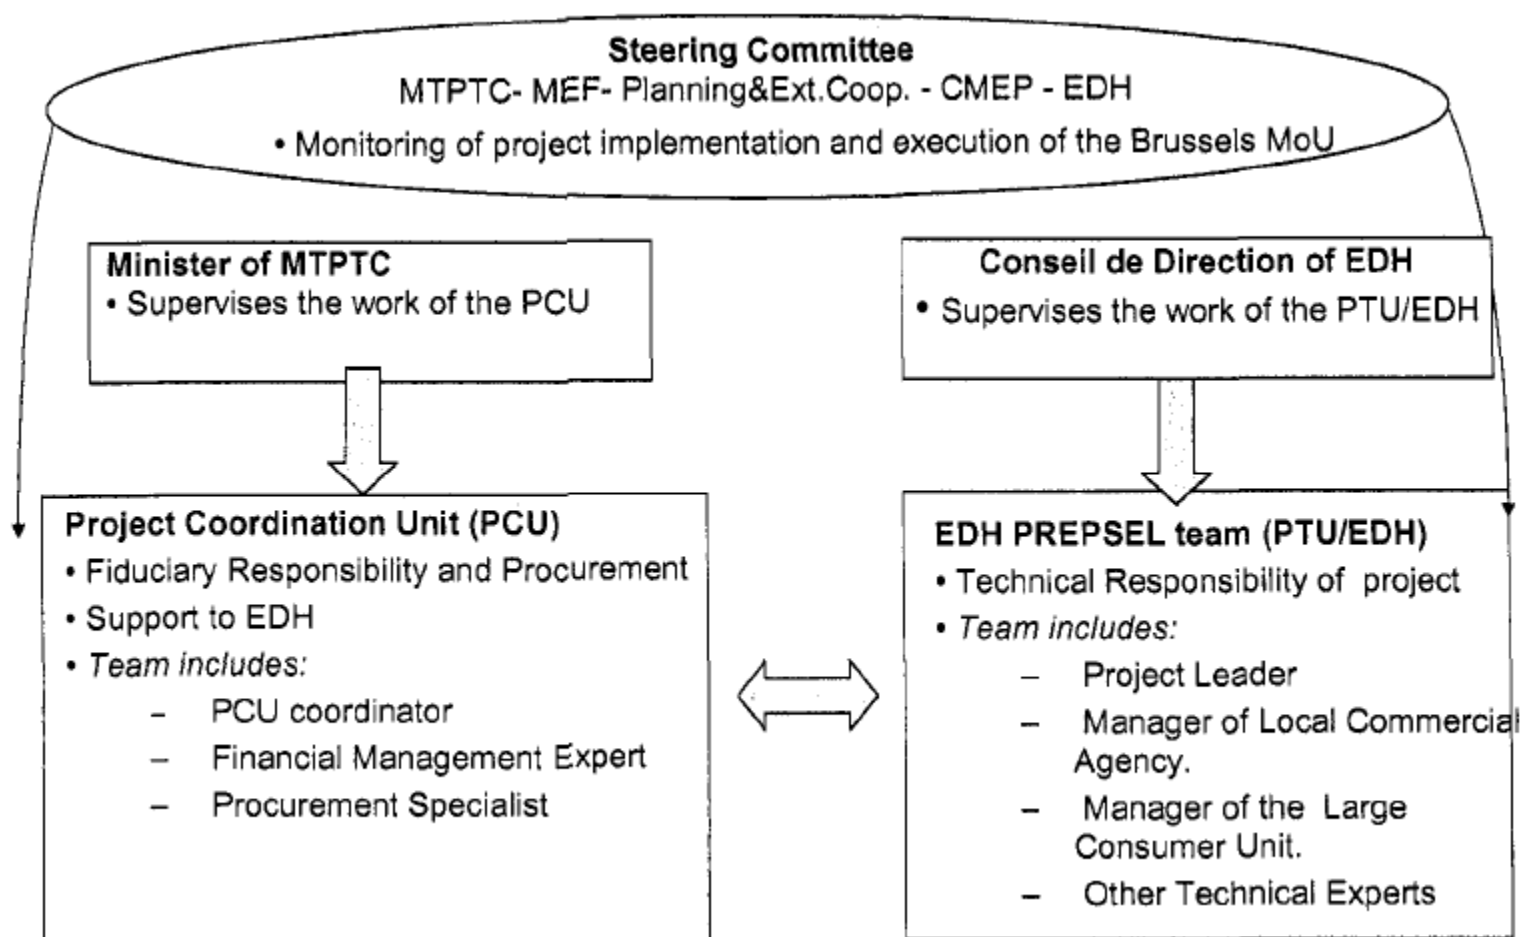 Steering Committee
MTPTC- MEF- Planning&Ext.Coop. - CMEP - EDH
• Monitoring of project implementation and execution of the Brussels MoU
Minister of MTPTC
• Supervises the work of the PCU
Conseil de Direction of EDH
• Supervises the work of the PTU/EDH
Project Coordination Unit (PCU)
• Fiduciary Responsibility and Procurement
• Support to EDH
• Team includes:
– PCU coordinator
– Financial Management Expert
– Procurement Specialist
EDH PREPSEL team (PTU/EDH)
• Technical Responsibility of project
• Team includes:
– Project Leader
– Manager of Local Commercial
Agency.
– Manager of the Large
Consumer Unit.
– Other Technical Experts